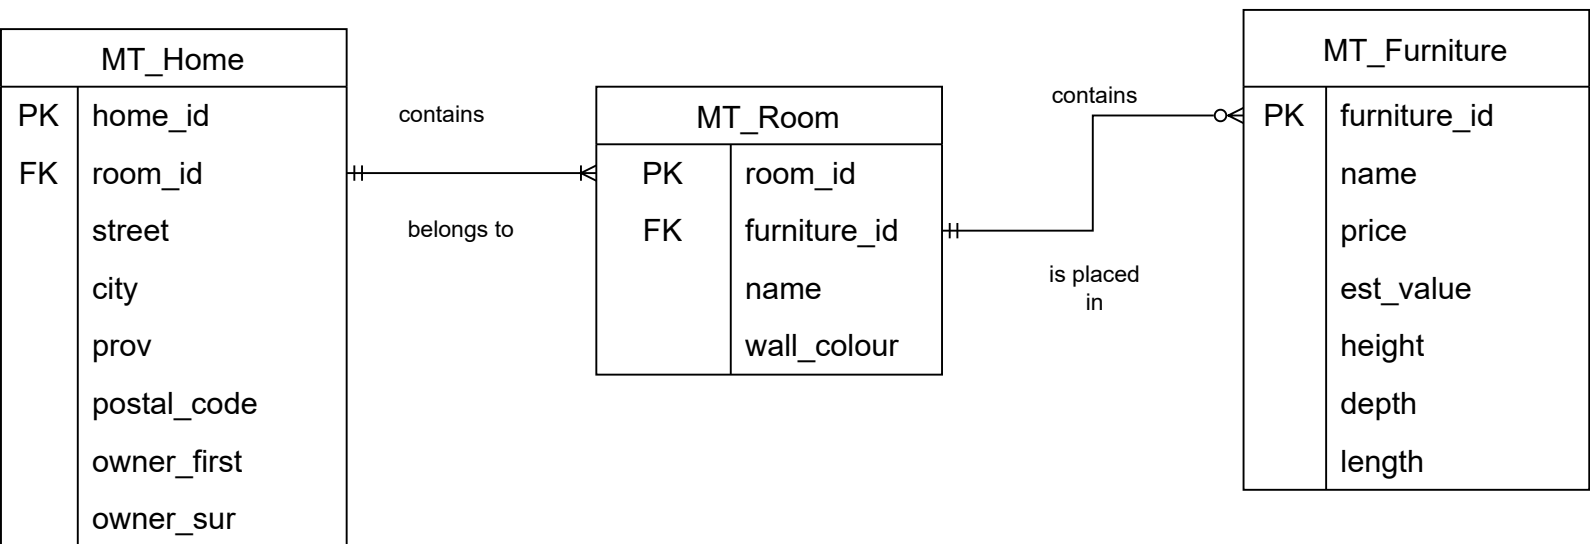 MT_Home
PK home_id
FK room_id
street
city
prov
postal_code
owner_first
owner_sur
contains
belongs to
MT_Room
PK room_id
FK furniture_id
name
wall_colour
contains
is placed
in
MT_Furniture
PK furniture_id
name
price
est_value
height
depth
length